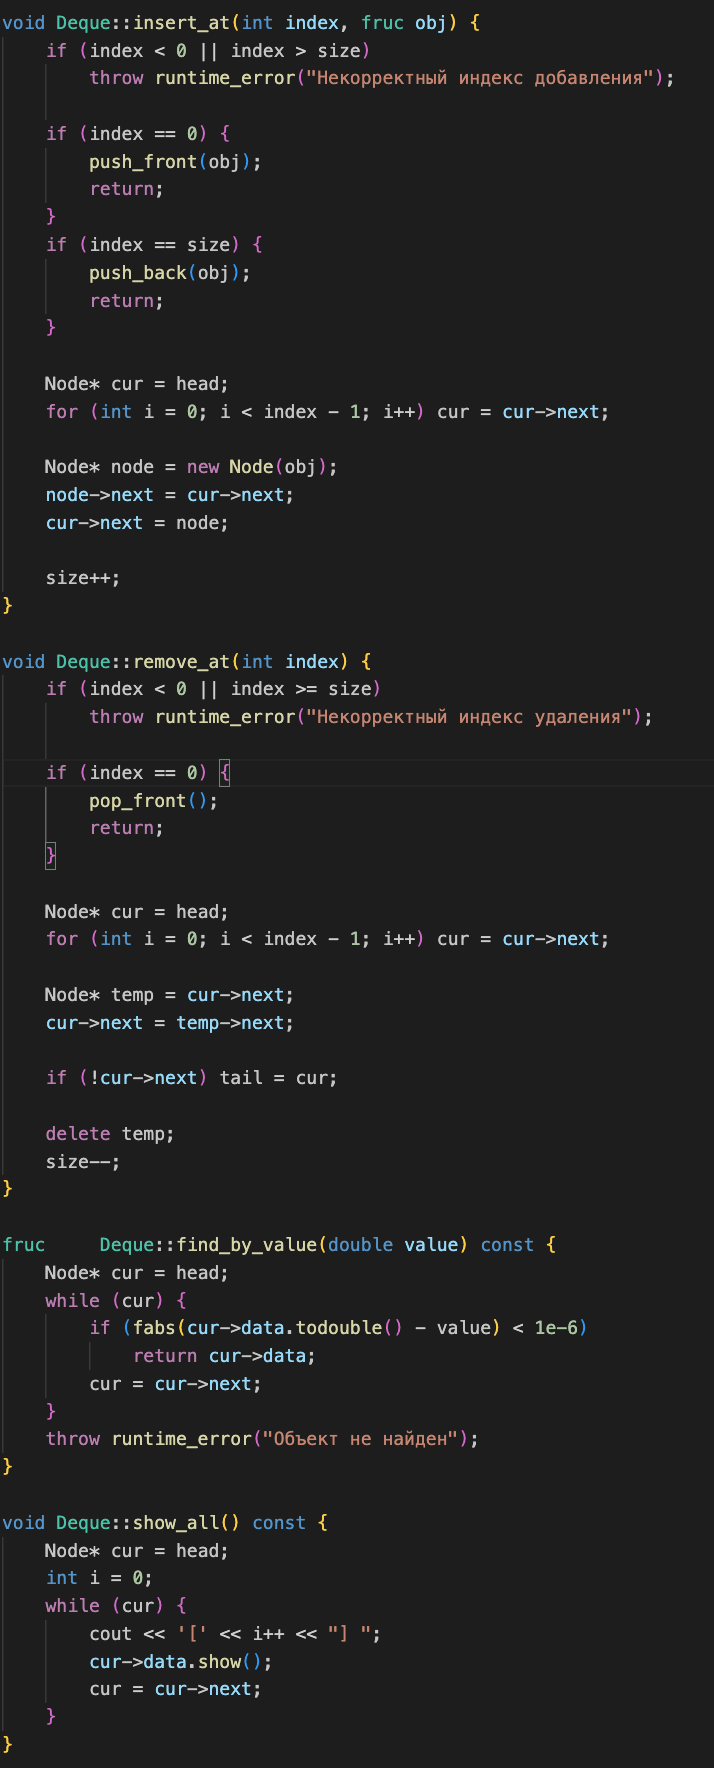 void Deque::insert_at(int index, fruc obj) {
    if (index < 0 || index > size)
        throw runtime_error("Некорректный индекс добавления");

    if (index == 0) {
        push_front(obj);
        return;
    }
    if (index == size) {
        push_back(obj);
        return;
    }

    Node* cur = head;
    for (int i = 0; i < index - 1; i++) cur = cur->next;

    Node* node = new Node(obj);
    node->next = cur->next;
    cur->next = node;

    size++;
}

void Deque::remove_at(int index) {
    if (index < 0 || index >= size)
        throw runtime_error("Некорректный индекс удаления");

    if (index == 0) {
        pop_front();
        return;
    }

    Node* cur = head;
    for (int i = 0; i < index - 1; i++) cur = cur->next;

    Node* temp = cur->next;
    cur->next = temp->next;

    if (!cur->next) tail = cur;

    delete temp;
    size--;
}

fruc     Deque::find_by_value(double value) const {
    Node* cur = head;
    while (cur) {
        if (fabs(cur->data.todouble() - value) < 1e-6)
            return cur->data;
        cur = cur->next;
    }
    throw runtime_error("Объект не найден");
}

void Deque::show_all() const {
    Node* cur = head;
    int i = 0;
    while (cur) {
        cout << '[' << i++ << "] ";
        cur->data.show();
        cur = cur->next;
    }
}